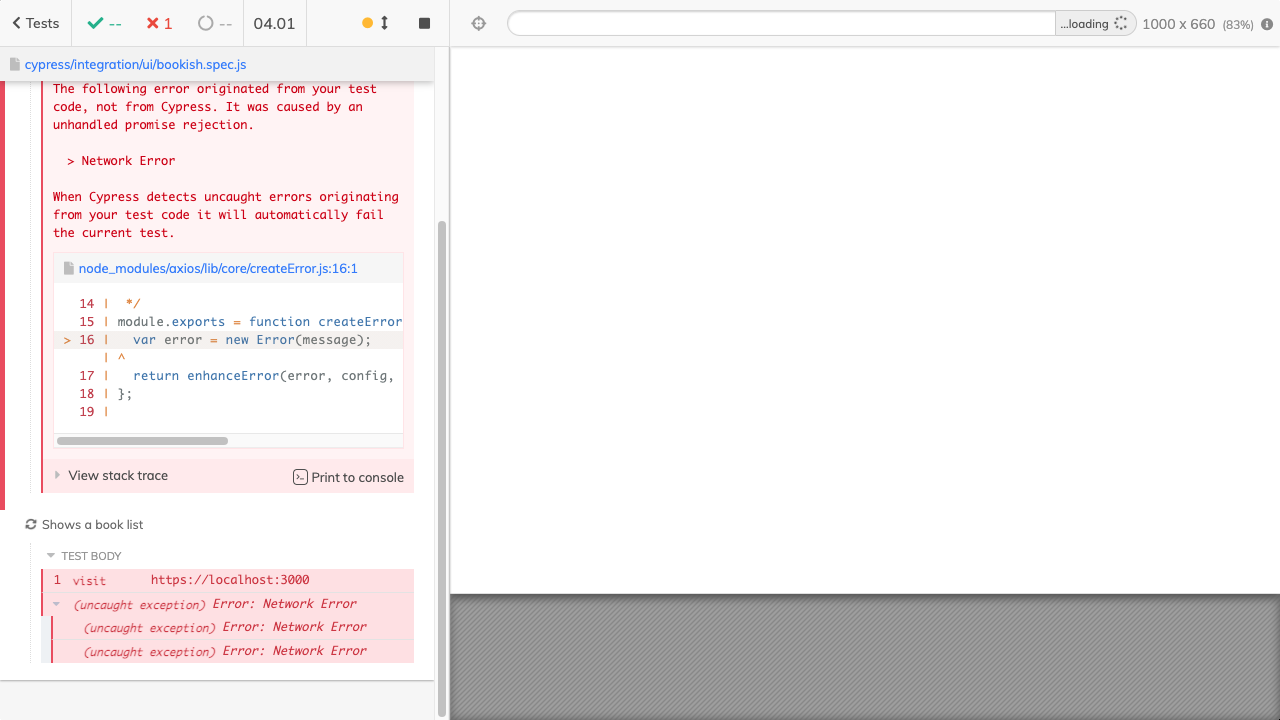 Tests
--
1
--
04.01
...loading
1000 x 660 (83%)
cypress/integration/ui/bookish.spec.js
The following error originated from your test
code, not from Cypress. It was caused by an
unhandled promise rejection.
> Network Error
When Cypress detects uncaught errors originating
from your test code it will automatically fail
the current test.
node_modules/axios/lib/core/createError.js:16:1
14 |  */
15 | module.exports = function createError
> 16 |   var error = new Error(message);
| ^
17 |   return enhanceError(error, config,
18 | };
19 |
View stack trace
Print to console
Shows a book list
TEST BODY
1 visit https://localhost:3000
(uncaught exception) Error: Network Error
(uncaught exception) Error: Network Error
(uncaught exception) Error: Network Error